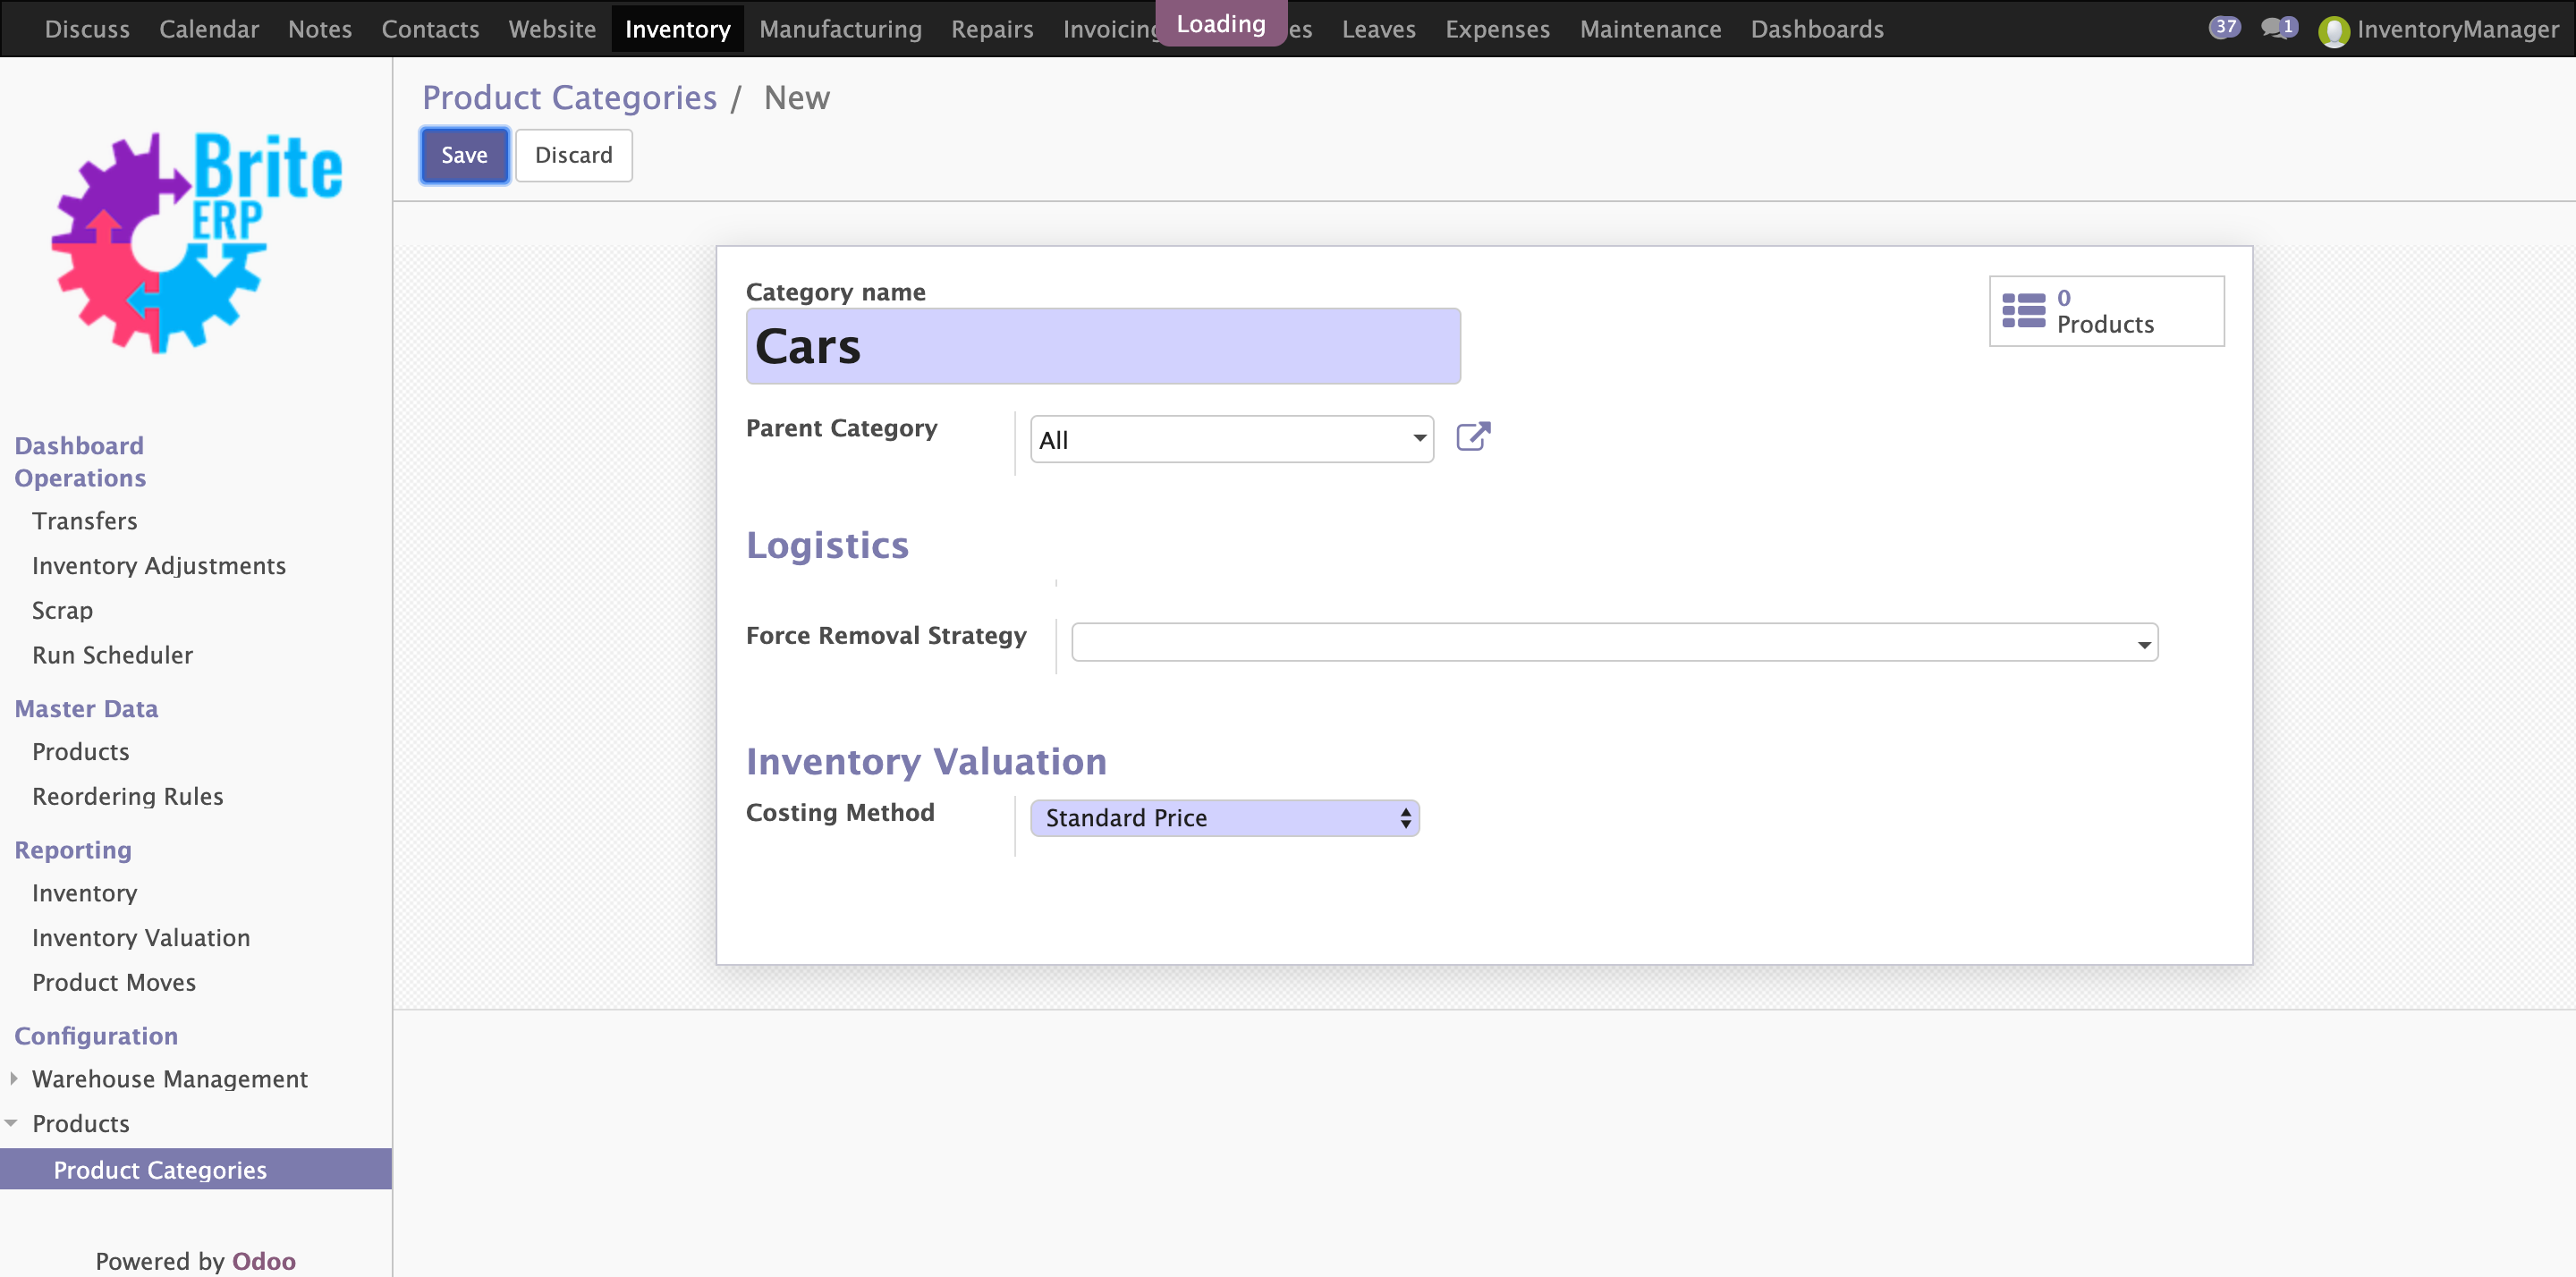 Discuss Calendar Notes Contacts Website Inventory Manufacturing Repairs Invoicing Loading es Leaves Expenses Maintenance Dashboards 37 1 InventoryManager
Brite
ERP
Product Categories / New
Save Discard
Category name
Cars
0
Products
Parent Category All
Logistics
Force Removal Strategy
Inventory Valuation
Costing Method Standard Price
Dashboard
Operations
Transfers
Inventory Adjustments
Scrap
Run Scheduler
Master Data
Products
Reordering Rules
Reporting
Inventory
Inventory Valuation
Product Moves
Configuration
Warehouse Management
Products
Product Categories
Powered by Odoo